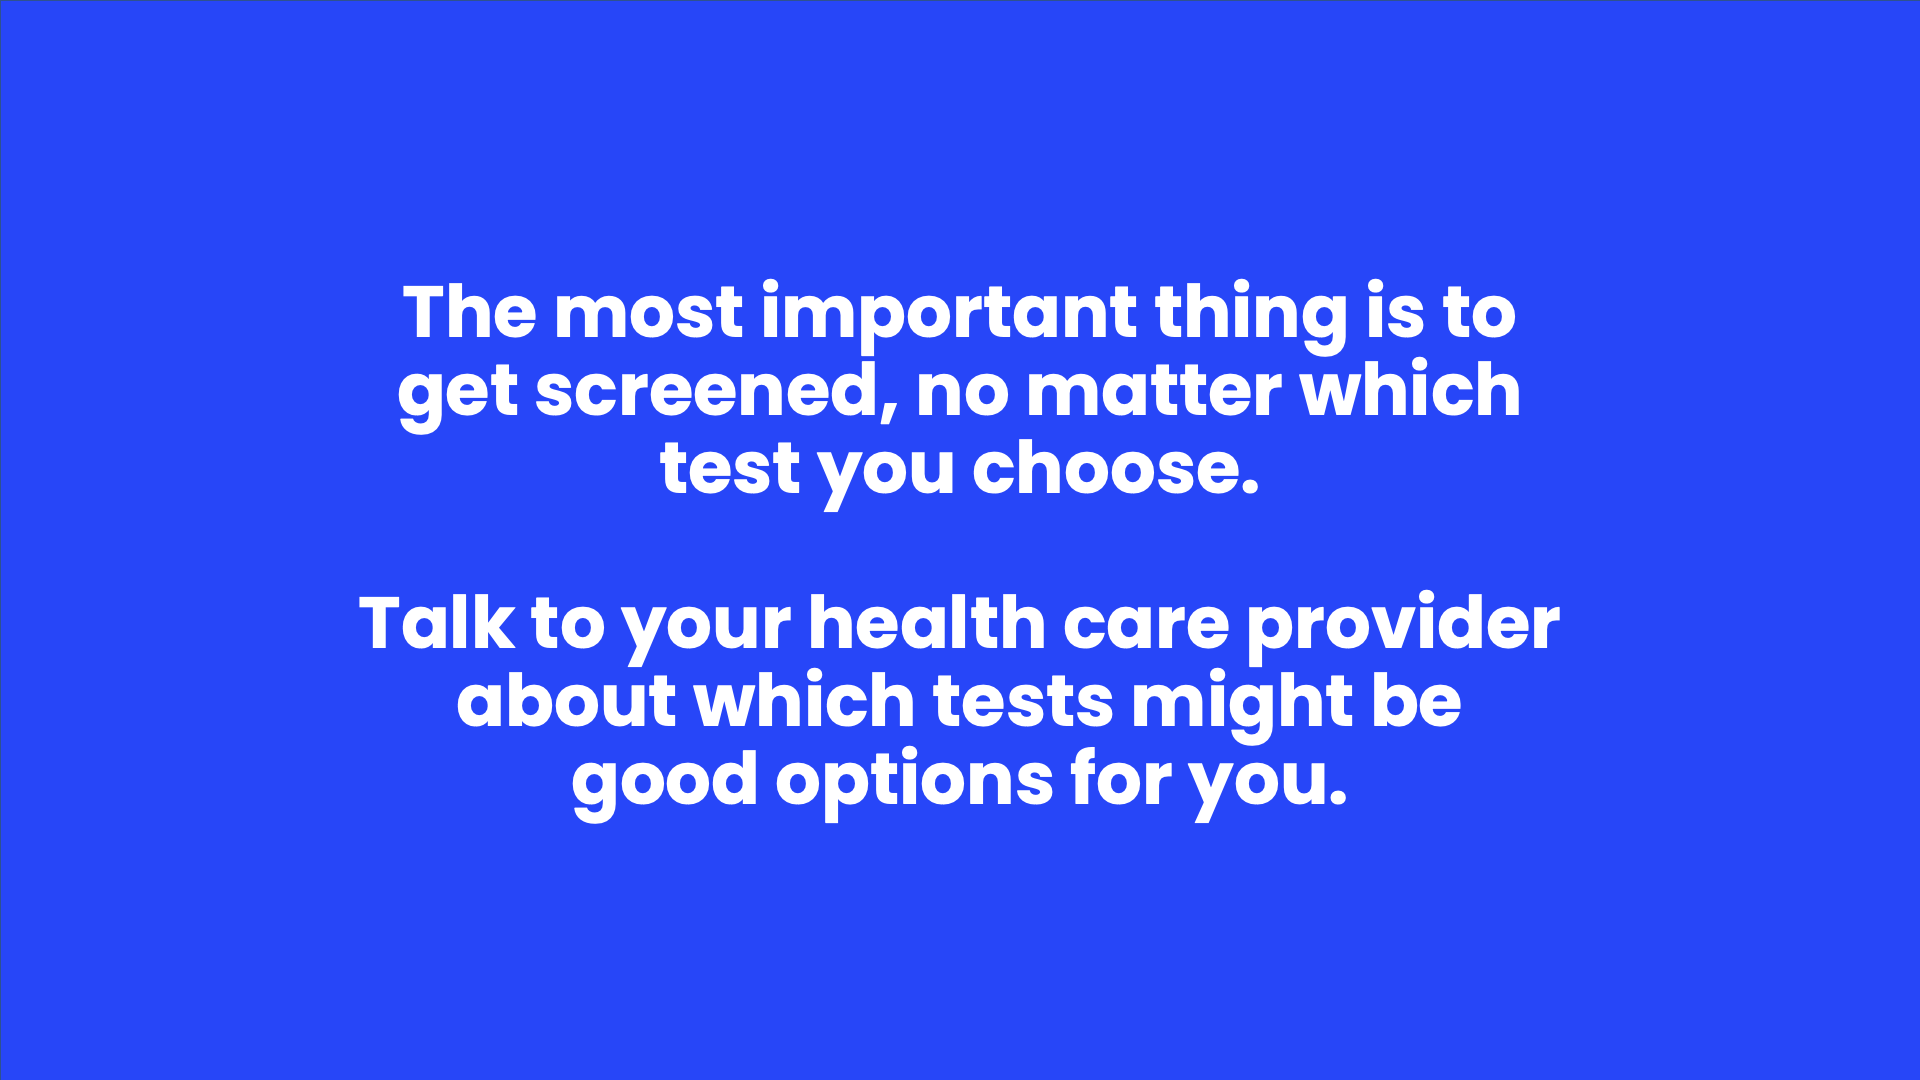 The most important thing is to
get screened, no matter which
test you choose.
Talk to your health care provider
about which tests might be
good options for you.